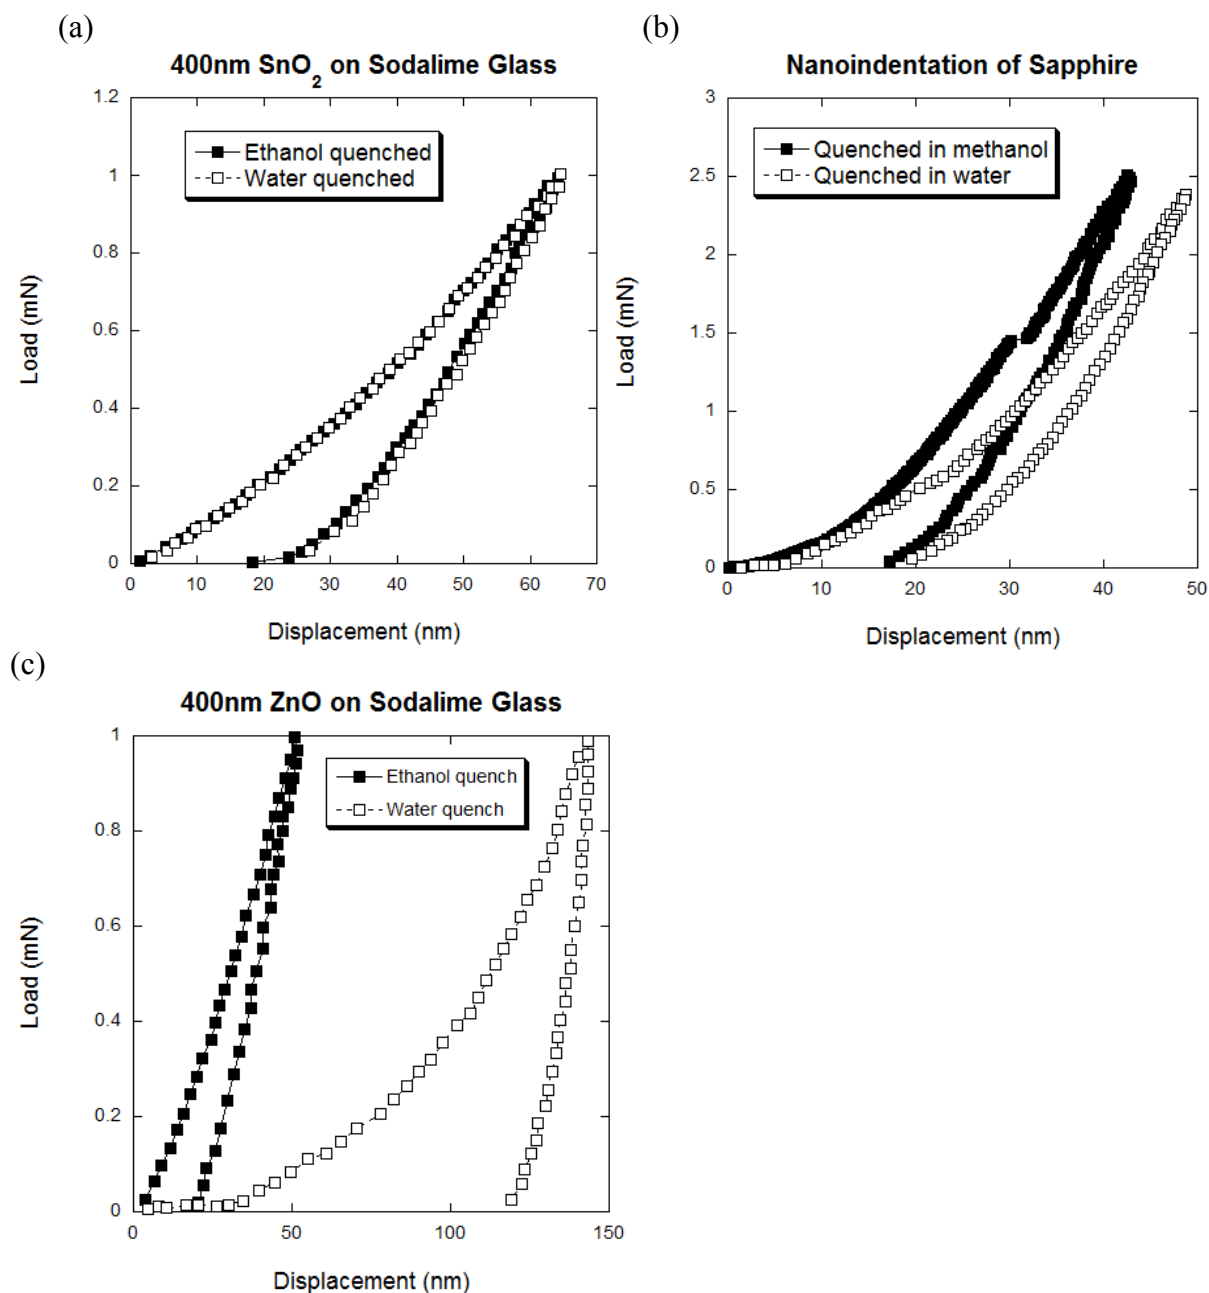 (a)
400nm SnO2 on Sodalime Glass
1.2
1
0.8
0.6
0.4
0.2
0
Load (mN)
Ethanol quenched
Water quenched
0 10 20 30 40 50 60 70
Displacement (nm)
(b)
Nanoindentation of Sapphire
3
2.5
2
1.5
1
0.5
0
Load (mN)
Quenched in methanol
Quenched in water
0 10 20 30 40 50
Displacement (nm)
(c)
400nm ZnO on Sodalime Glass
1
0.8
0.6
0.4
0.2
0
Load (mN)
Ethanol quench
Water quench
0 50 100 150
Displacement (nm)